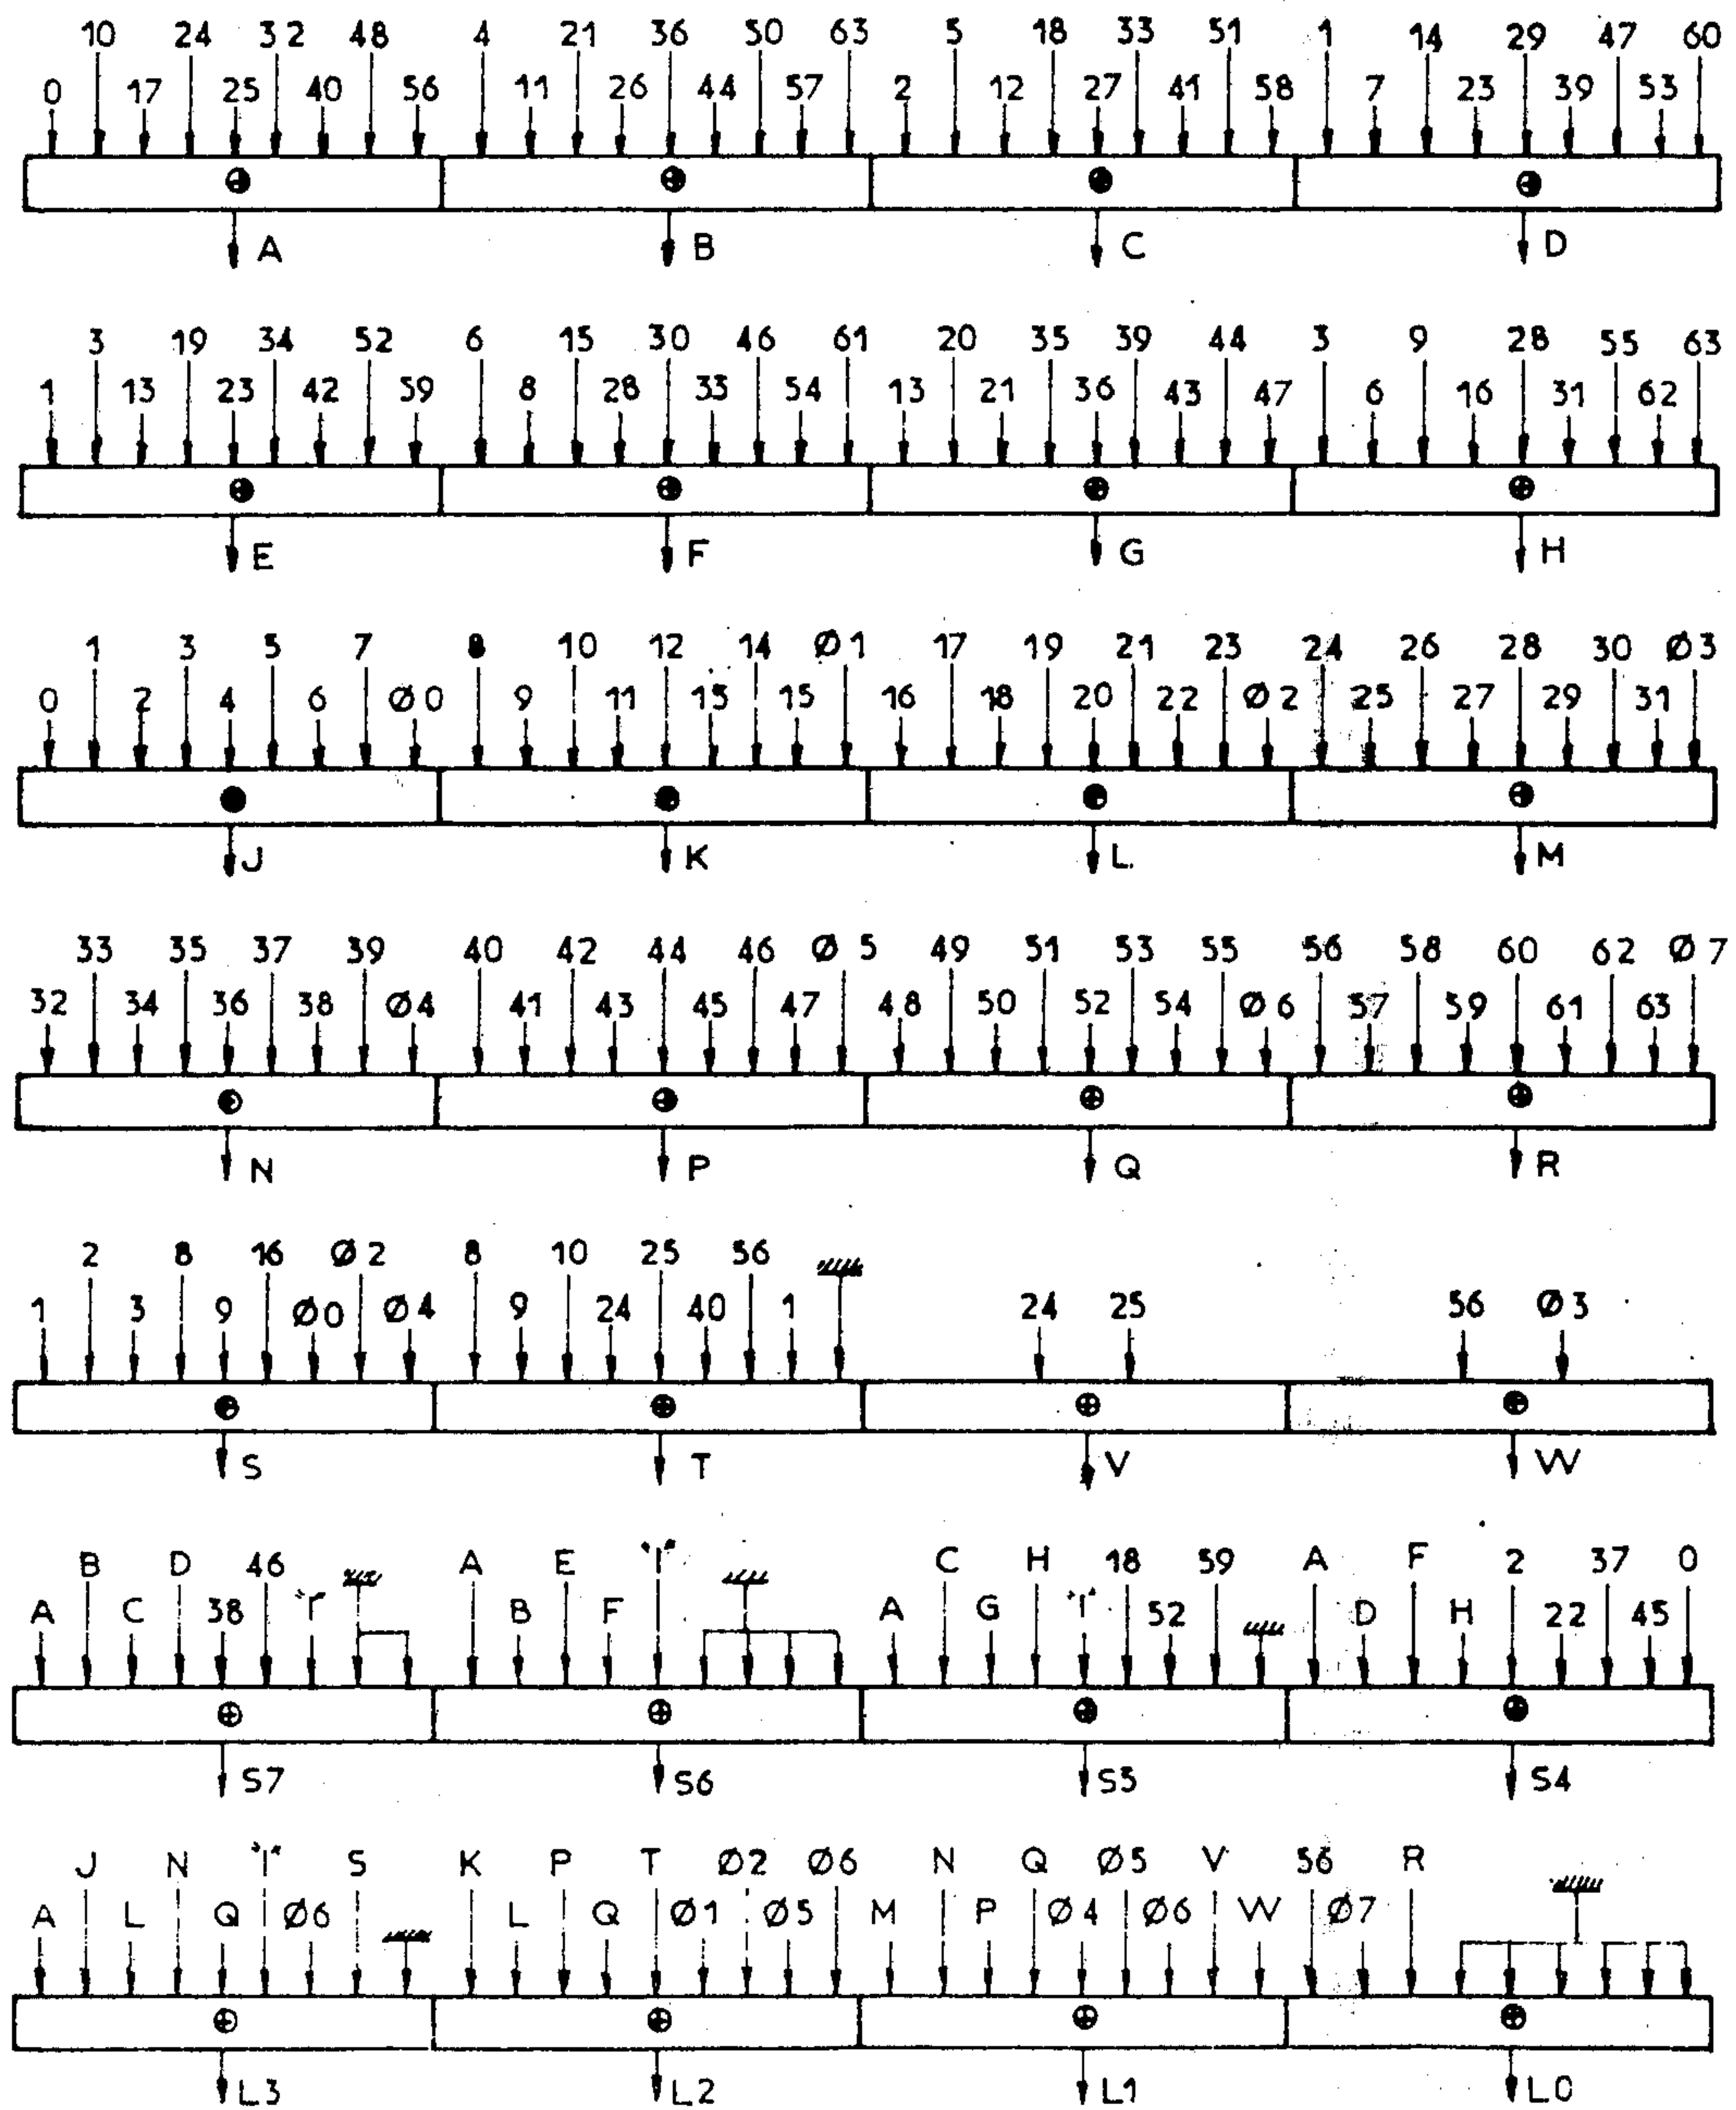 10 24 32 48 4 21 36 50 63 5 18 33 51 1 14 29 47 60
0 17 25 40 56 11 26 44 57 2 12 27 41 58 7 23 39 53
A B C D
3 19 34 52 6 15 30 46 61 20 35 39 44 3 9 28 55 63
1 13 23 42 59 8 28 33 54 13 21 36 43 47 6 16 31 62
E F G H
1 3 5 7 8 10 12 14 Ø1 17 19 21 23 24 26 28 30 Ø3
0 2 4 6 Ø0 9 11 13 15 16 18 20 22 Ø2 25 27 29 31
J K L M
33 35 37 39 40 42 44 46 Ø5 49 51 53 55 56 58 60 62 Ø7
32 34 36 38 Ø4 41 43 45 47 48 50 52 54 Ø6 57 59 61 63
N P Q R
2 8 16 Ø2 8 10 25 56
1 3 9 Ø0 Ø4 9 24 40 1 24 25 56 Ø3
S T V W
B D 46 A E "1" C H 18 59 A F 2 37 0
A C 38 "1" B F A G "1" 52 D H 22 45
S7 S6 S5 S4
J N "1" S K P T Ø2 Ø6 N Q Ø5 V 56 R
A L Q Ø6 L Q Ø1 Ø5 M P Ø4 Ø6 W Ø7
L3 L2 L1 L0